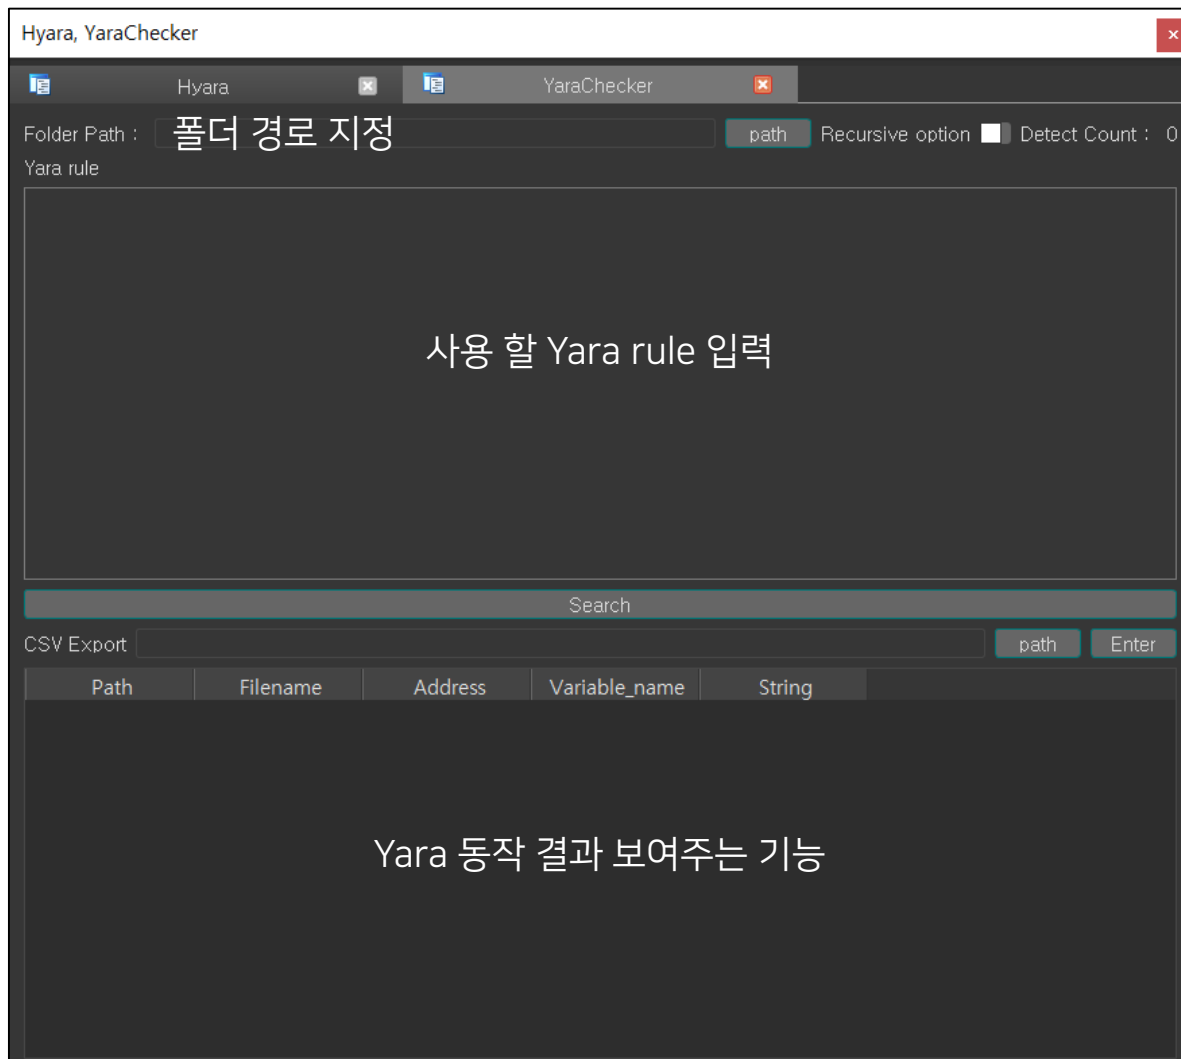 Hyara, YaraChecker
Hyara YaraChecker
Folder Path : 폴더 경로 지정 path Recursive option Detect Count : 0
Yara rule
사용 할 Yara rule 입력
Search
CSV Export path Enter
Path Filename Address Variable_name String
Yara 동작 결과 보여주는 기능